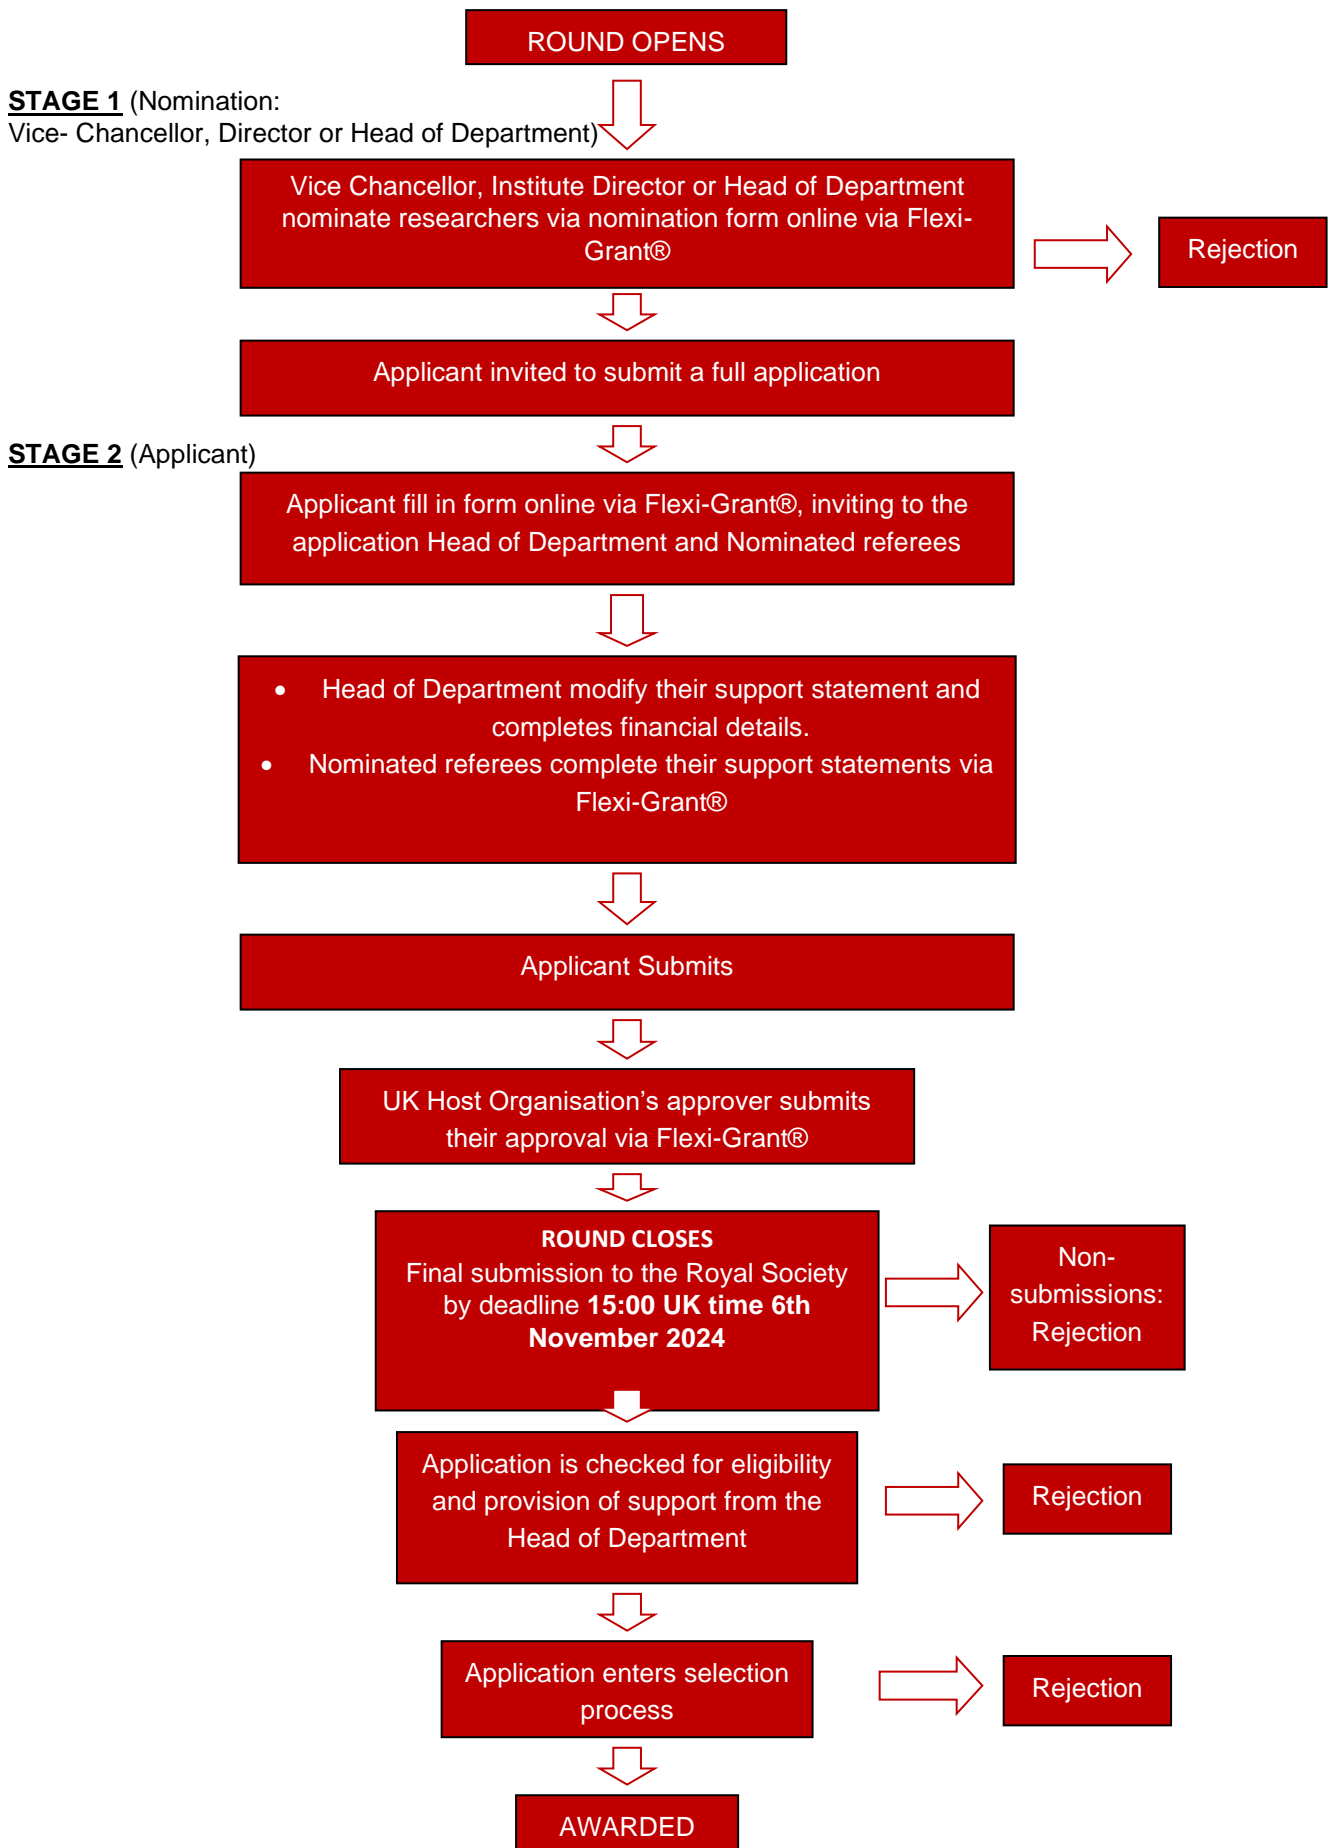 ROUND OPENS
STAGE 1 (Nomination:
Vice- Chancellor, Director or Head of Department)
Vice Chancellor, Institute Director or Head of Department
nominate researchers via nomination form online via Flexi-
Grant®
Rejection
Applicant invited to submit a full application
STAGE 2 (Applicant)
Applicant fill in form online via Flexi-Grant®, inviting to the
application Head of Department and Nominated referees
• Head of Department modify their support statement and
completes financial details.
• Nominated referees complete their support statements via
Flexi-Grant®
Applicant Submits
UK Host Organisation’s approver submits
their approval via Flexi-Grant®
ROUND CLOSES
Final submission to the Royal Society
by deadline 15:00 UK time 6th
November 2024
Non-
submissions:
Rejection
Application is checked for eligibility
and provision of support from the
Head of Department
Rejection
Application enters selection
process
Rejection
AWARDED